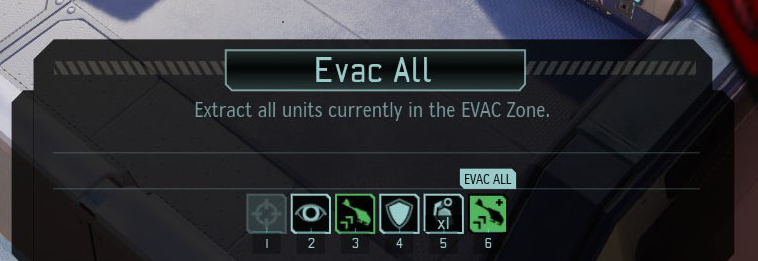 Evac All
Extract all units currently in the EVAC Zone.
EVAC ALL
x1
1 2 3 4 5 6